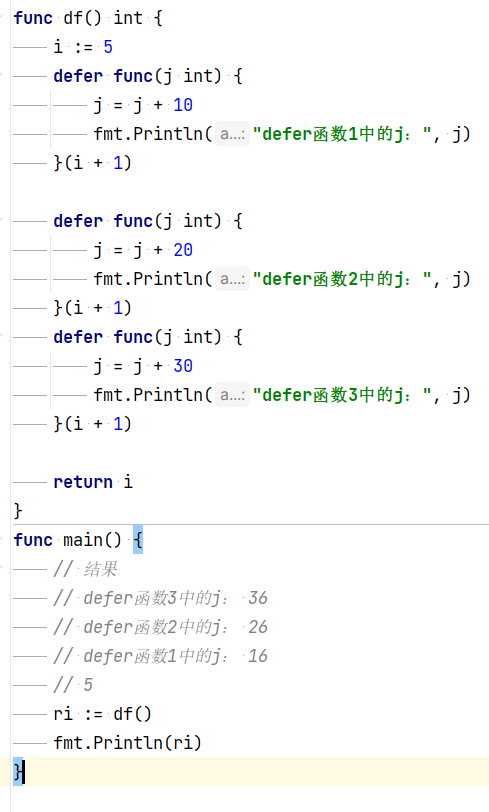 func df() int {
i := 5
defer func(j int) {
j = j + 10
fmt.Println( a...: "defer函数1中的j：", j)
}(i + 1)
defer func(j int) {
j = j + 20
fmt.Println( a...: "defer函数2中的j：", j)
}(i + 1)
defer func(j int) {
j = j + 30
fmt.Println( a...: "defer函数3中的j：", j)
}(i + 1)
return i
}
func main() {
// 结果
// defer函数3中的j： 36
// defer函数2中的j： 26
// defer函数1中的j： 16
// 5
ri := df()
fmt.Println(ri)
}